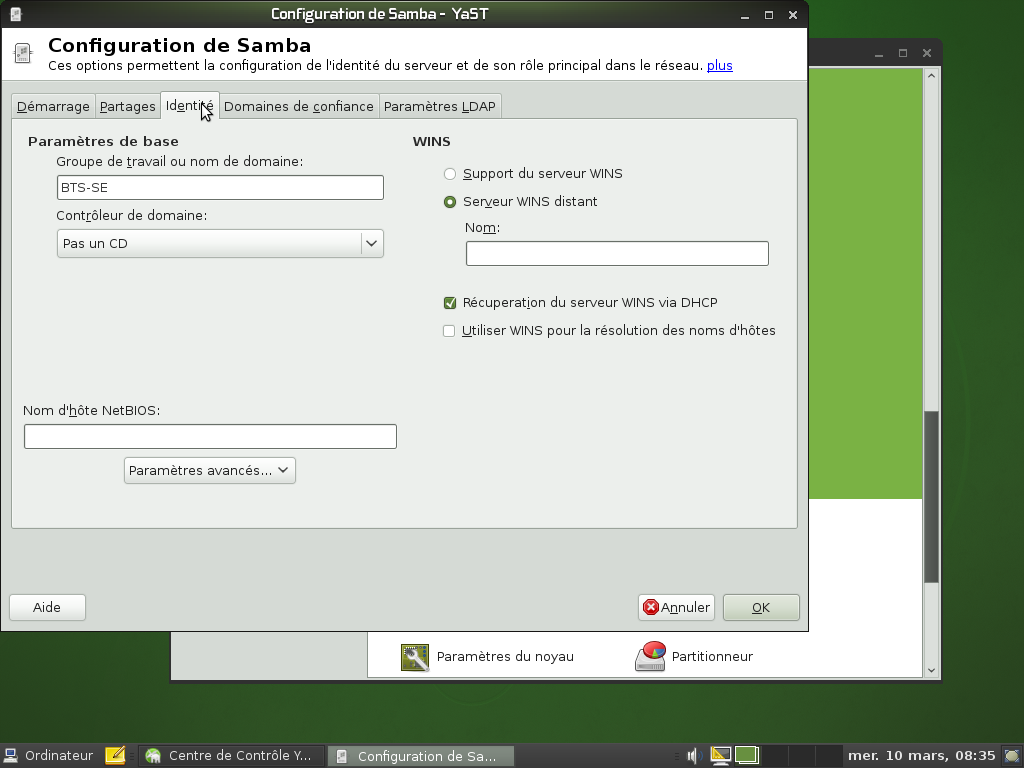 Configuration de Samba - YaST
Configuration de Samba
Ces options permettent la configuration de l'identité du serveur et de son rôle principal dans le réseau. plus
Démarrage Partages Identité Domaines de confiance Paramètres LDAP
Paramètres de base
Groupe de travail ou nom de domaine:
BTS-SE
Contrôleur de domaine:
Pas un CD
WINS
Support du serveur WINS
Serveur WINS distant
Nom:
Récuperation du serveur WINS via DHCP
Utiliser WINS pour la résolution des noms d'hôtes
Nom d'hôte NetBIOS:
Paramètres avancés...
Aide Annuler OK
Paramètres du noyau Partitionneur
Ordinateur Centre de Contrôle Y... Configuration de Sa... mer. 10 mars, 08:35